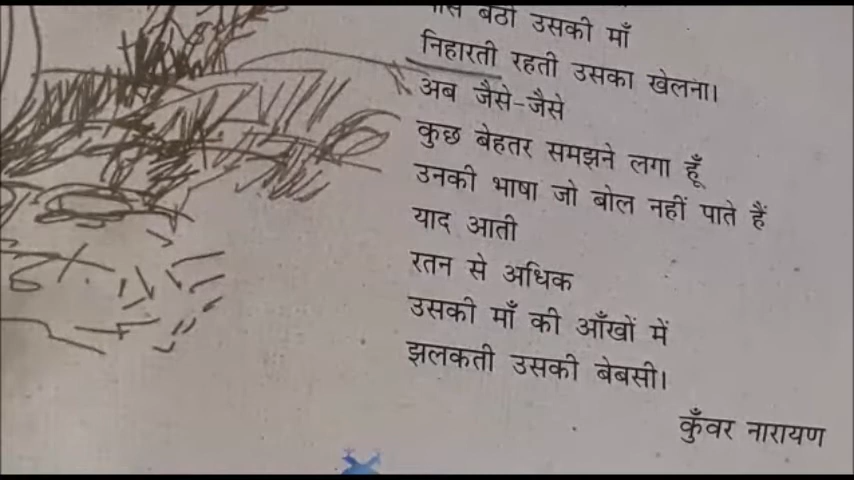 बैठी उसकी माँ
निहारती रहती उसका खेलना।
अब जैसे-जैसे
कुछ बेहतर समझने लगा हूँ
उनकी भाषा जो बोल नहीं पाते हैं
याद आती
रतन से अधिक
उसकी माँ की आँखों में
झलकती उसकी बेबसी।
कुँवर नारायण